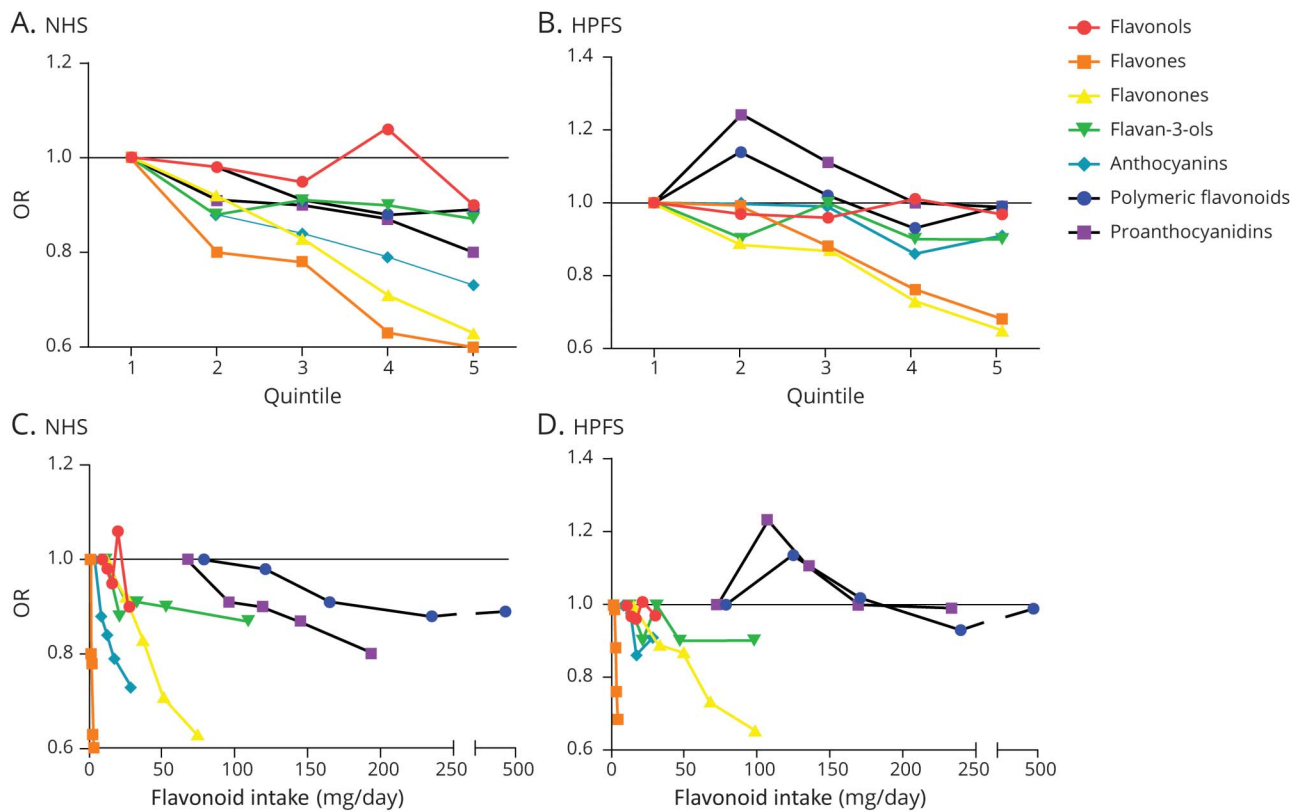 A. NHS
1.2
1.0
0.8
0.6
OR
1 2 3 4 5
Quintile
B. HPFS
1.4
1.2
1.0
0.8
0.6
1 2 3 4 5
Quintile
Flavonols
Flavones
Flavonones
Flavan-3-ols
Anthocyanins
Polymeric flavonoids
Proanthocyanidins
C. NHS
1.2
1.0
0.8
0.6
OR
0 50 100 150 200 250 500
Flavonoid intake (mg/day)
D. HPFS
1.4
1.2
1.0
0.8
0.6
0 50 100 150 200 250 500
Flavonoid intake (mg/day)